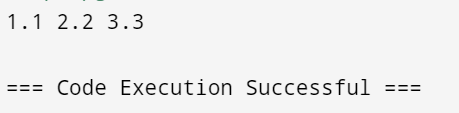 1.1 2.2 3.3
=== Code Execution Successful ===